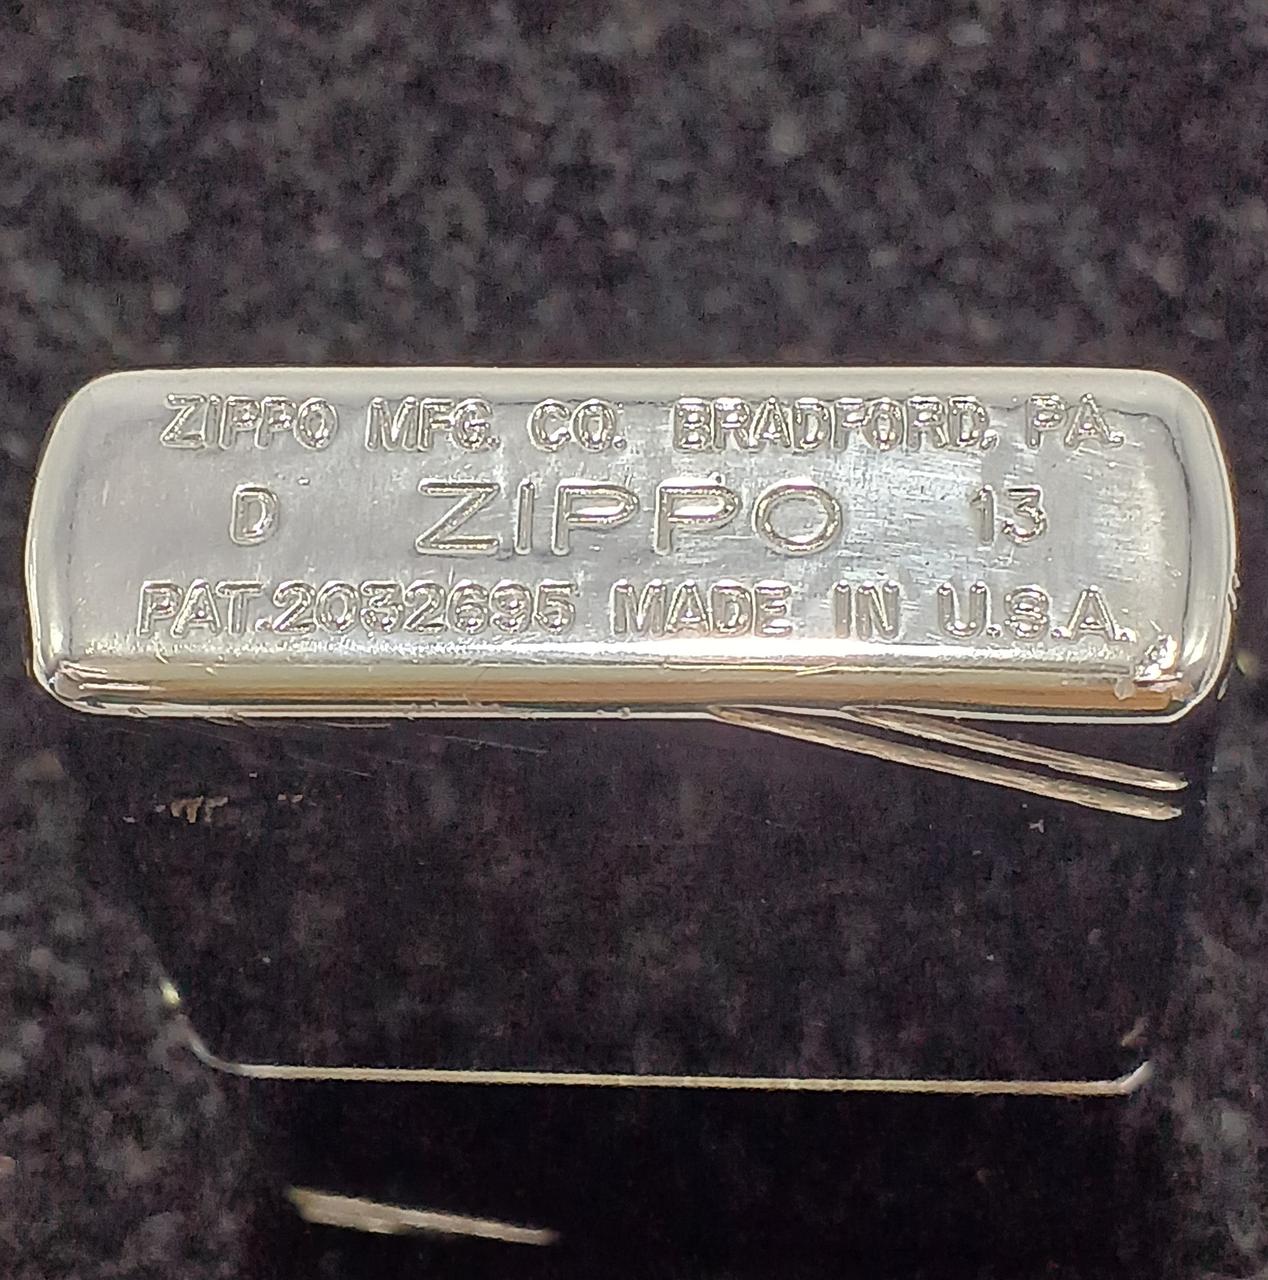 ZIPPO MFG. CO. BRADFORD, PA.
D ZIPPO 13
PAT.2032695 MADE IN U.S.A.